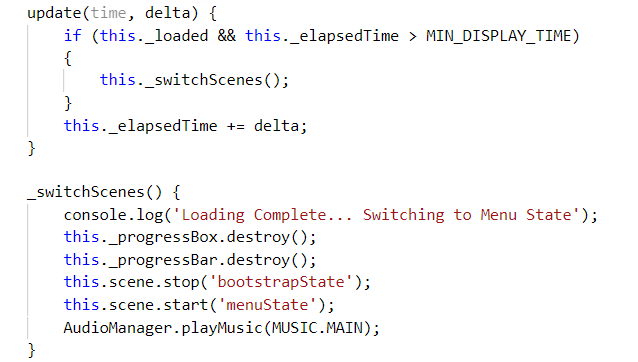 update(time, delta) {
    if (this._loaded && this._elapsedTime > MIN_DISPLAY_TIME)
    {
        this._switchScenes();
    }
    this._elapsedTime += delta;
}

_switchScenes() {
    console.log('Loading Complete... Switching to Menu State');
    this._progressBox.destroy();
    this._progressBar.destroy();
    this.scene.stop('bootstrapState');
    this.scene.start('menuState');
    AudioManager.playMusic(MUSIC.MAIN);
}